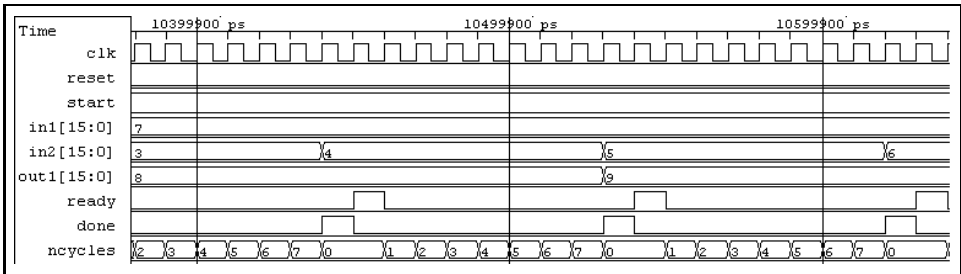 Time 10399900 ps 10499900 ps 10599900 ps
clk
reset
start
in1[15:0] 7
in2[15:0] 3 4 5 6
out1[15:0] 8 9
ready
done
ncycles 2 3 4 5 6 7 0 1 2 3 4 5 6 7 0 1 2 3 4 5 6 7 0